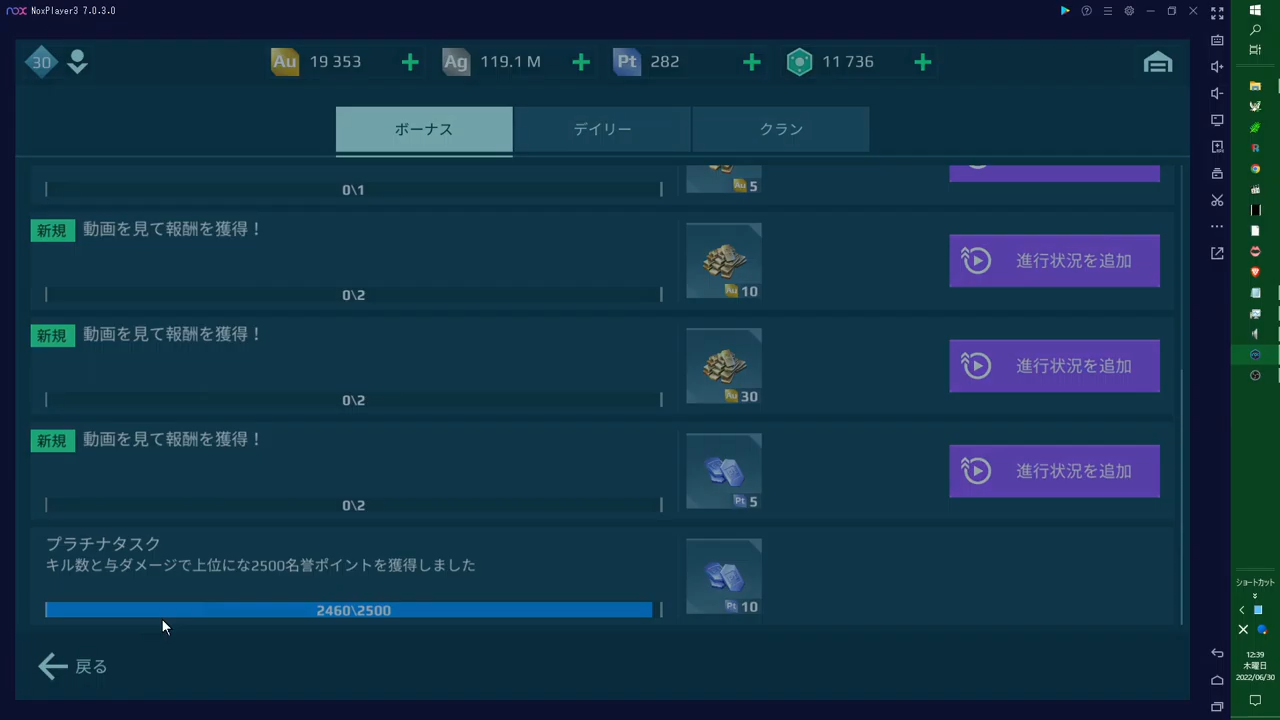 NoxPlayer3 7.0.3.0
30 Au 19 353 Ag 119.1 M Pt 282 11 736
ボーナス デイリー クラン
0\1 Au 5
新規 動画を見て報酬を獲得！
0\2 Au 10 進行状況を追加
新規 動画を見て報酬を獲得！
0\2 Au 30 進行状況を追加
新規 動画を見て報酬を獲得！
0\2 Pt 5 進行状況を追加
プラチナタスク
キル数と与ダメージで上位にな2500名誉ポイントを獲得しました
2460\2500 Pt 10
戻る
ショートカット
12:39
木曜日
2022/06/30